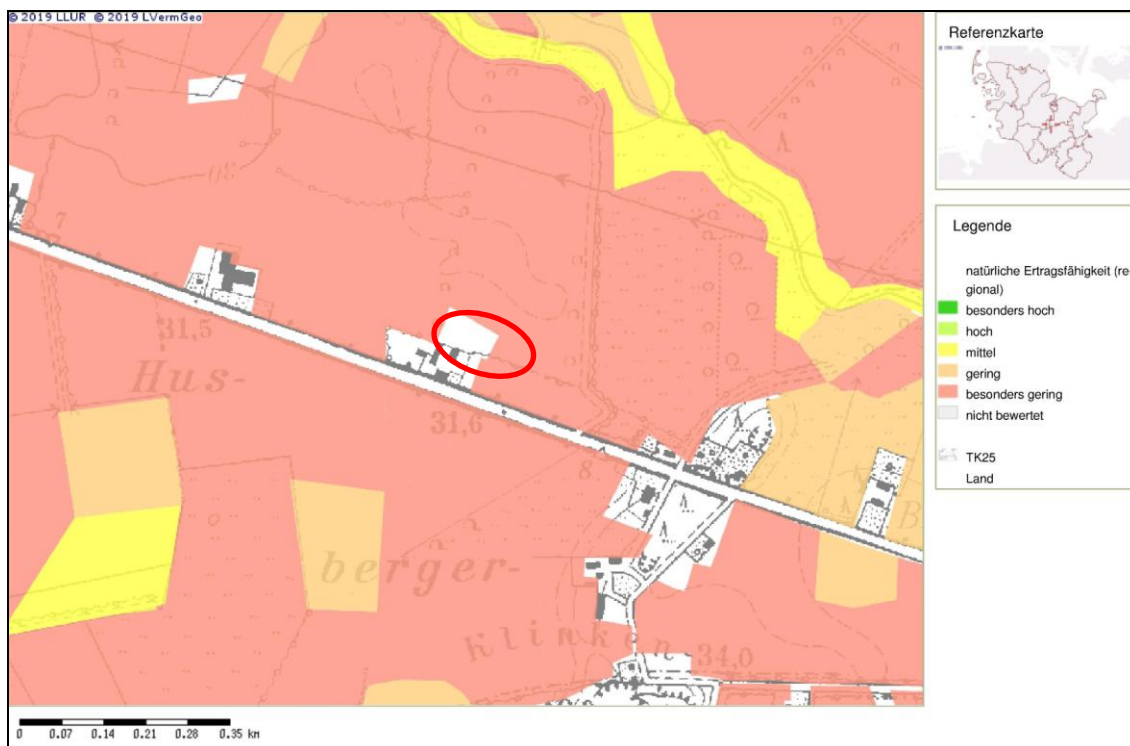 © 2019 LLUR © 2019 LVermGeo
30
7
31,5
Hus-
31,6
8
B
berger-
Klinken
34,0
0 0.07 0.14 0.21 0.28 0.35 km
Referenzkarte
Legende
natürliche Ertragsfähigkeit (re
gional)
besonders hoch
hoch
mittel
gering
besonders gering
nicht bewertet
TK25
Land